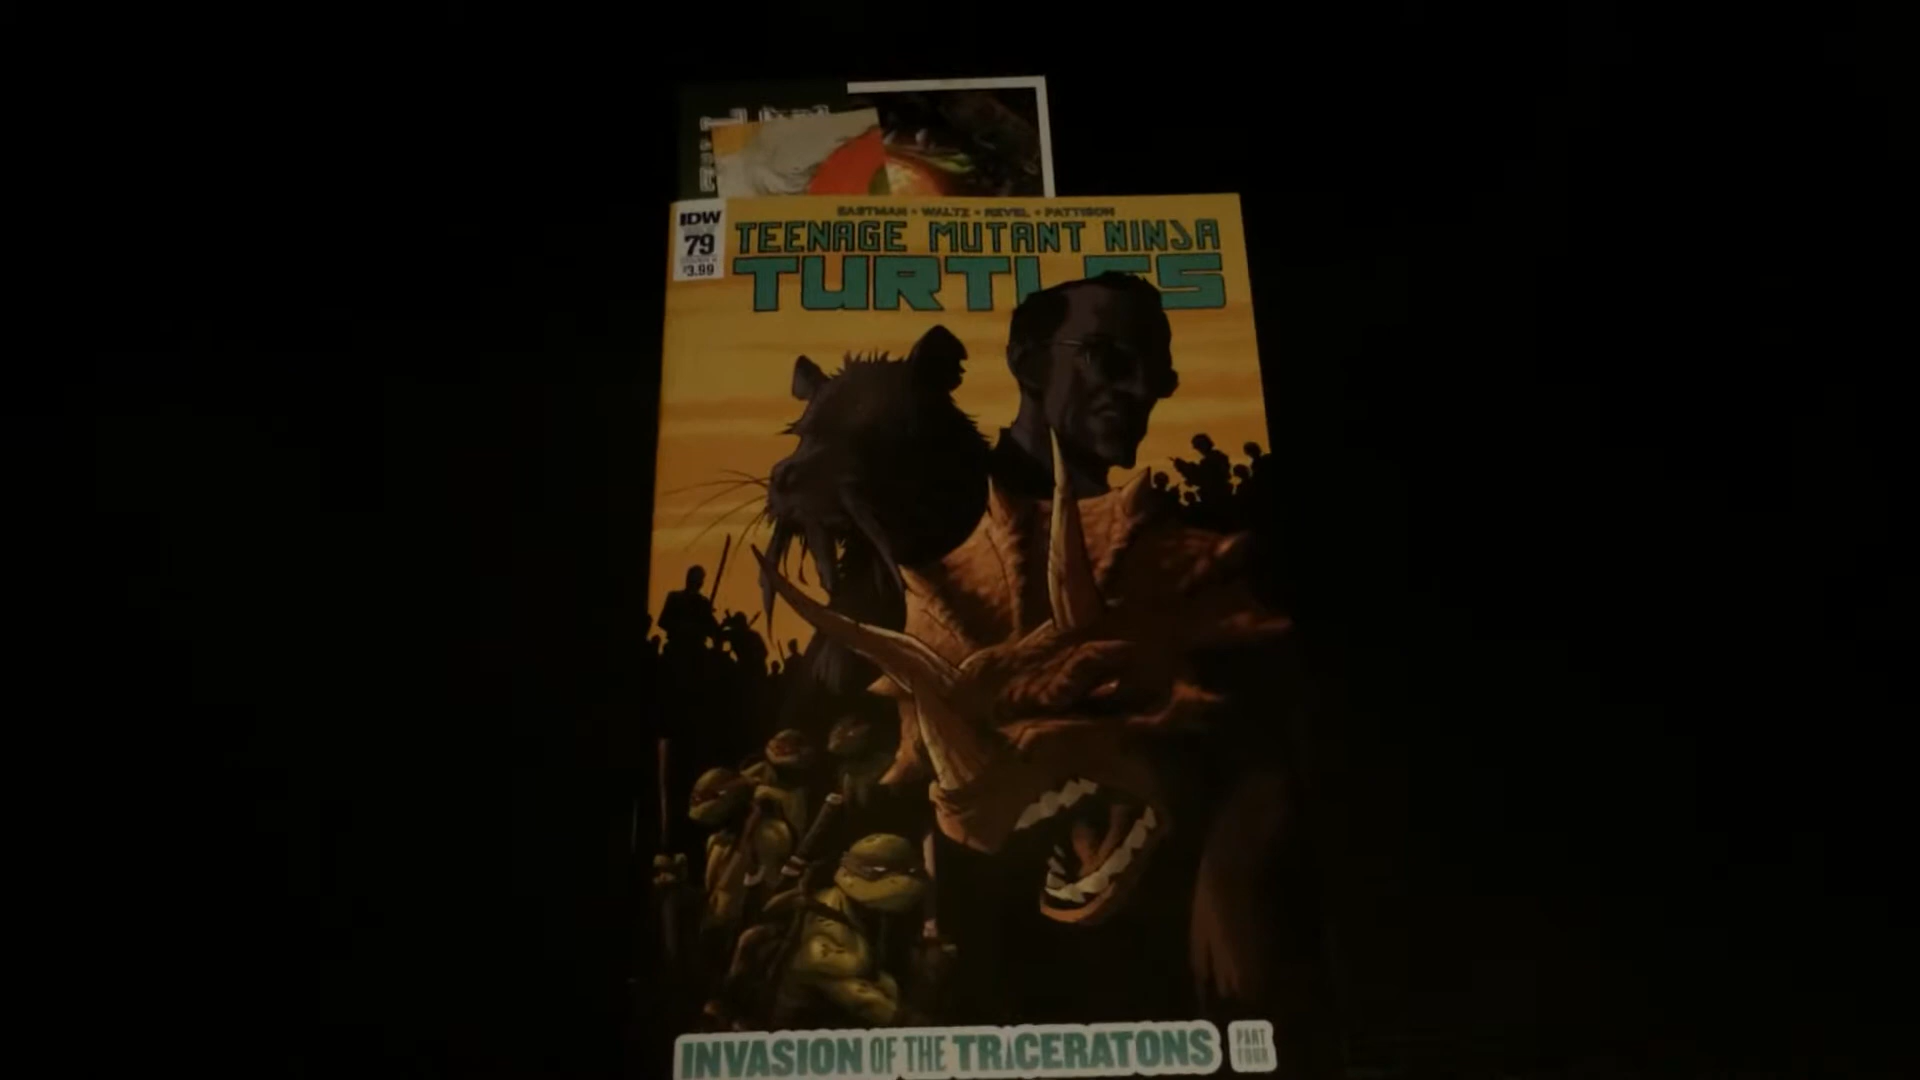 EASTMAN • WALTZ • REVEL • PATTISON
IDW
79
$3.99
TEENAGE MUTANT NINJA
TURTLES
INVASION OF THE TRICERATONS
PART
FOUR